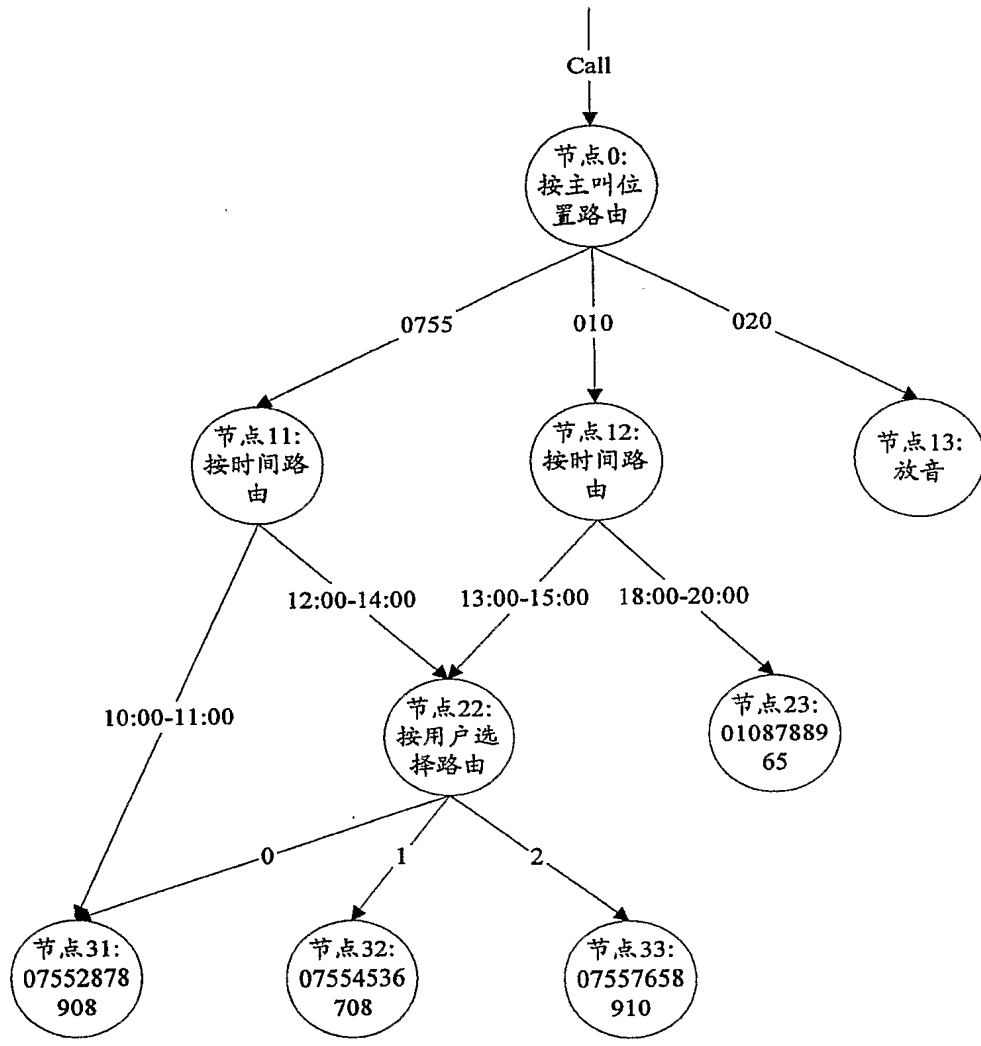 Call
节点0:
按主叫位
置路由
0755
010
020
节点11:
按时间路
由
节点12:
按时间路
由
节点13:
放音
12:00-14:00
13:00-15:00
18:00-20:00
10:00-11:00
节点22:
按用户选
择路由
节点23:
01087889
65
0
1
2
节点31:
07552878
908
节点32:
07554536
708
节点33:
07557658
910